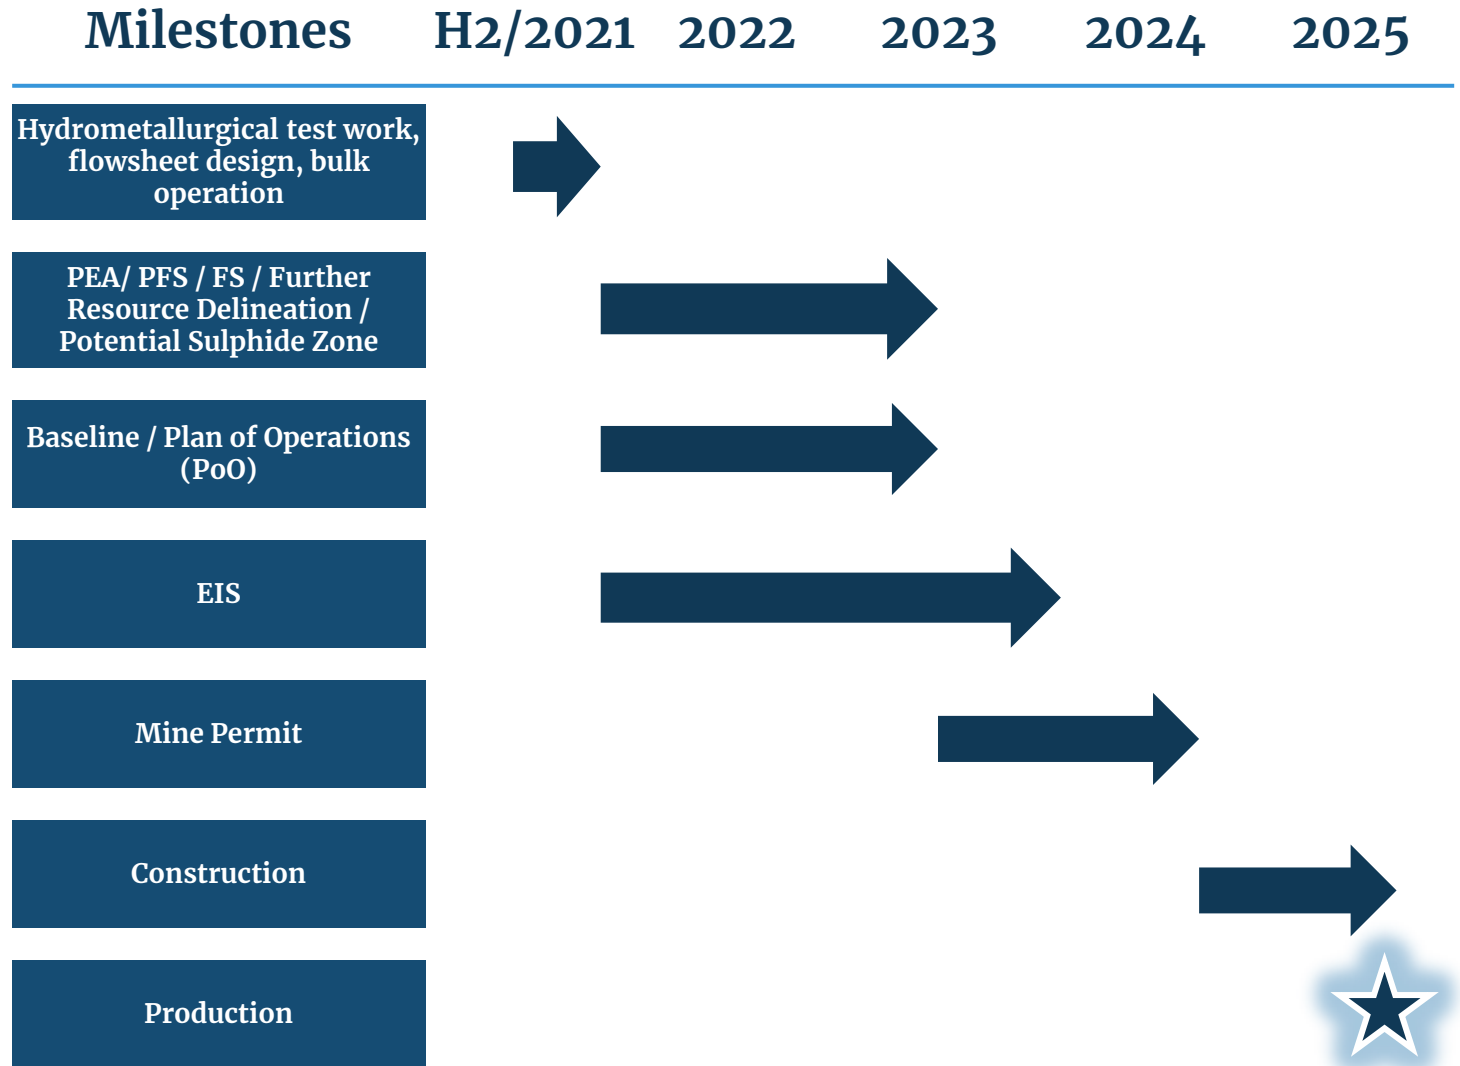 Milestones H2/2021 2022 2023 2024 2025
Hydrometallurgical test work,
flowsheet design, bulk
operation
PEA/ PFS / FS / Further
Resource Delineation /
Potential Sulphide Zone
Baseline / Plan of Operations
(PoO)
EIS
Mine Permit
Construction
Production